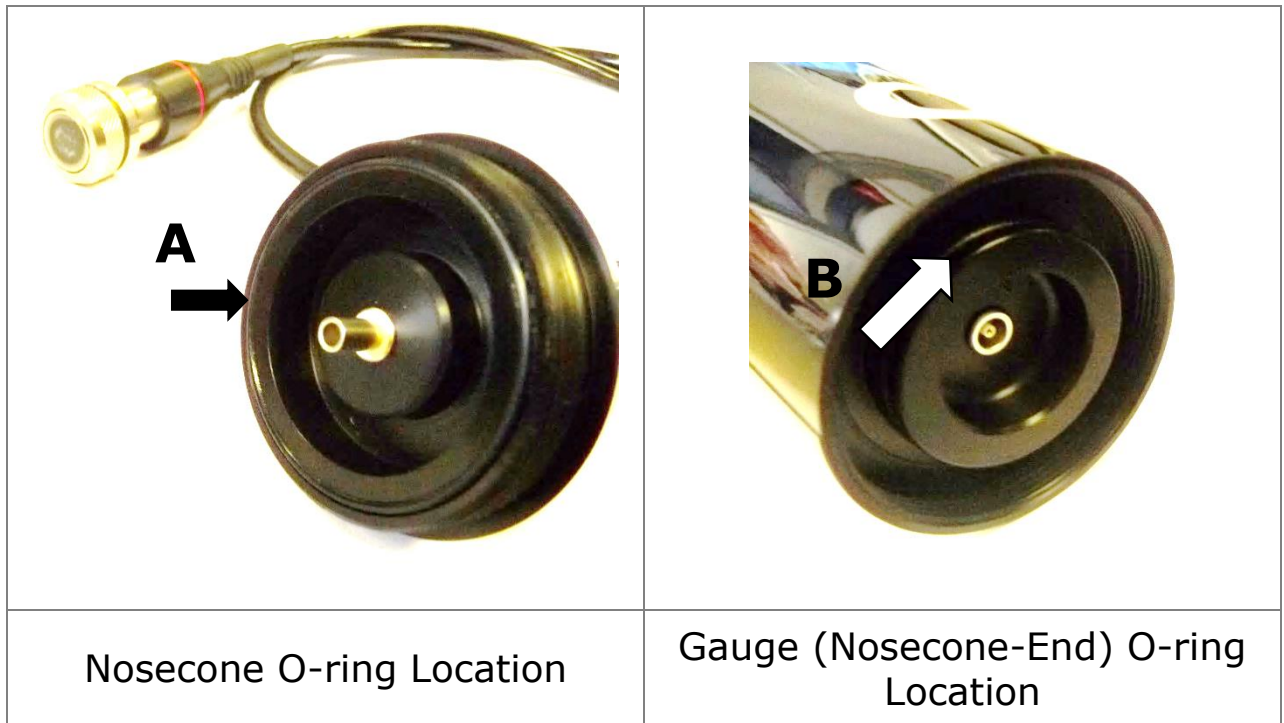 A
B
Nosecone O-ring Location
Gauge (Nosecone-End) O-ring
Location